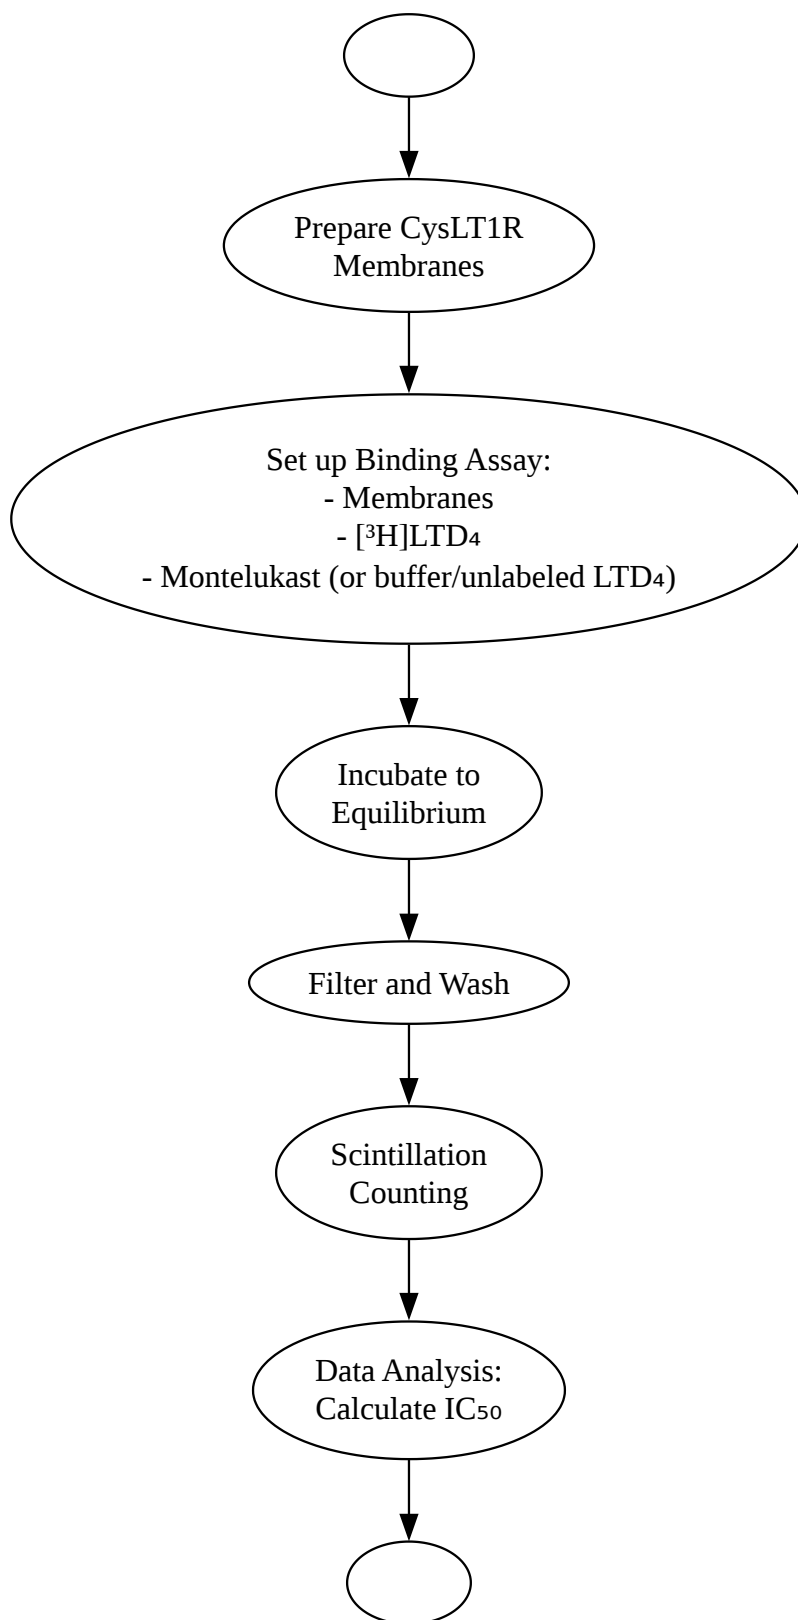 Prepare CysLT1R
Membranes
Set up Binding Assay:
- Membranes
- [³H]LTD₄
- Montelukast (or buffer/unlabeled LTD₄)
Incubate to
Equilibrium
Filter and Wash
Scintillation
Counting
Data Analysis:
Calculate IC₅₀